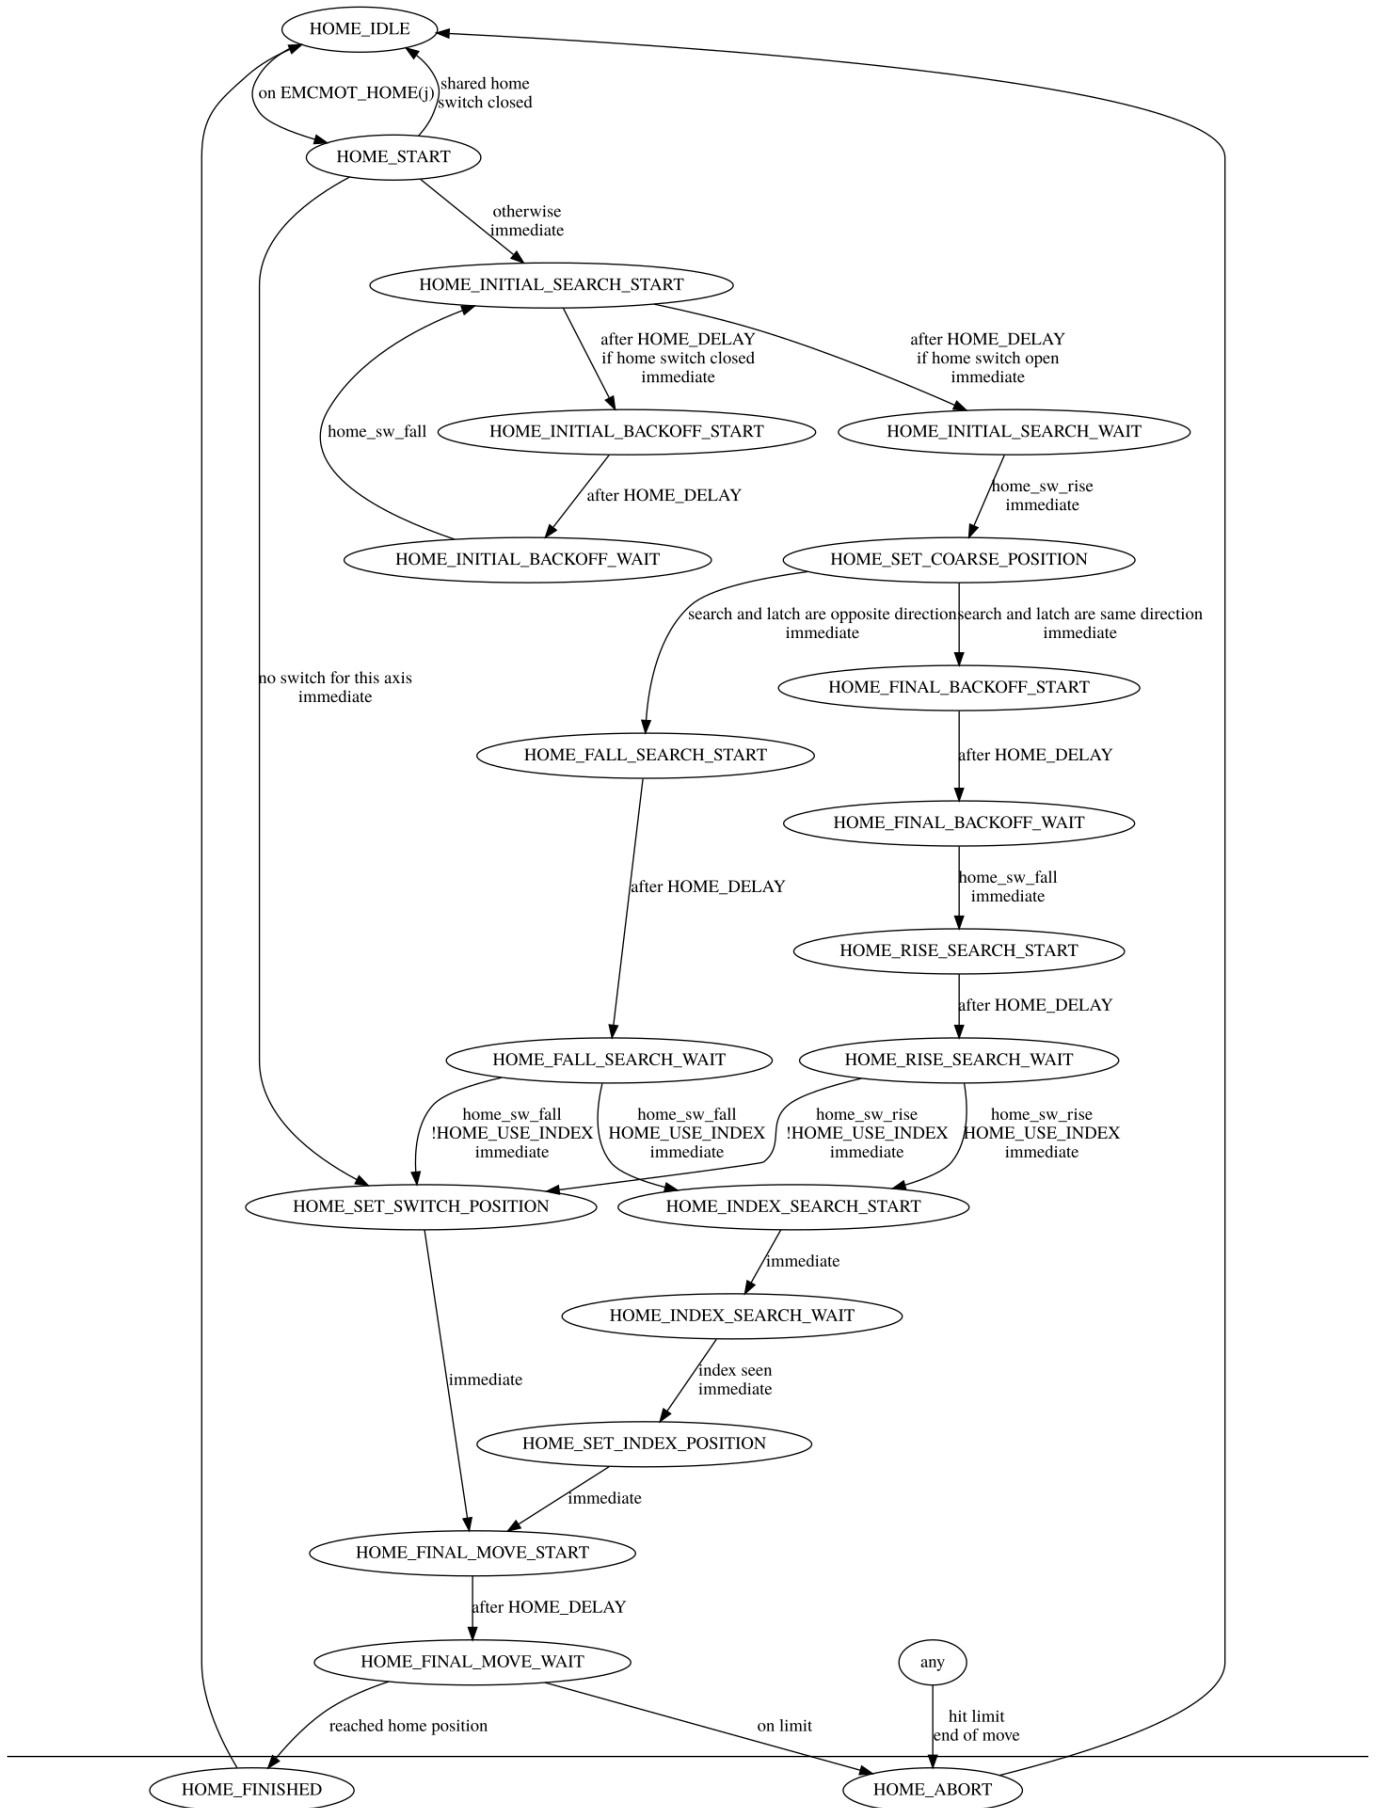 HOME_IDLE
on EMCMOT_HOME(j)
shared home
switch closed
HOME_START
otherwise
immediate
HOME_INITIAL_SEARCH_START
after HOME_DELAY
if home switch closed
immediate
after HOME_DELAY
if home switch open
immediate
home_sw_fall
HOME_INITIAL_BACKOFF_START
HOME_INITIAL_SEARCH_WAIT
after HOME_DELAY
home_sw_rise
immediate
HOME_INITIAL_BACKOFF_WAIT
HOME_SET_COARSE_POSITION
search and latch are opposite direction
immediate
search and latch are same direction
immediate
no switch for this axis
immediate
HOME_FINAL_BACKOFF_START
HOME_FALL_SEARCH_START
after HOME_DELAY
HOME_FINAL_BACKOFF_WAIT
after HOME_DELAY
home_sw_fall
immediate
HOME_RISE_SEARCH_START
after HOME_DELAY
HOME_FALL_SEARCH_WAIT
HOME_RISE_SEARCH_WAIT
home_sw_fall
!HOME_USE_INDEX
immediate
home_sw_fall
HOME_USE_INDEX
immediate
home_sw_rise
!HOME_USE_INDEX
immediate
home_sw_rise
HOME_USE_INDEX
immediate
HOME_SET_SWITCH_POSITION
HOME_INDEX_SEARCH_START
immediate
HOME_INDEX_SEARCH_WAIT
immediate
index seen
immediate
HOME_SET_INDEX_POSITION
immediate
HOME_FINAL_MOVE_START
after HOME_DELAY
HOME_FINAL_MOVE_WAIT
any
reached home position
on limit
hit limit
end of move
HOME_FINISHED
HOME_ABORT